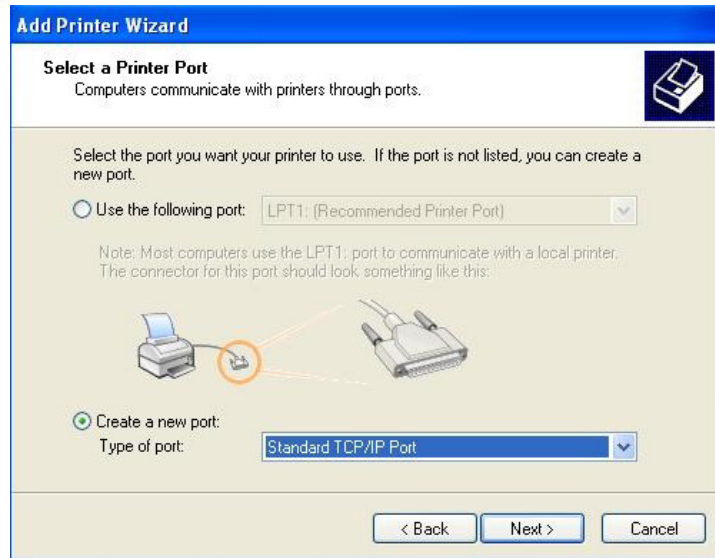 Add Printer Wizard
Select a Printer Port
Computers communicate with printers through ports.
Select the port you want your printer to use. If the port is not listed, you can create a
new port.
Use the following port: LPT1: (Recommended Printer Port)
Note: Most computers use the LPT1: port to communicate with a local printer.
The connector for this port should look something like this:
Create a new port:
Type of port: Standard TCP/IP Port
< Back Next > Cancel